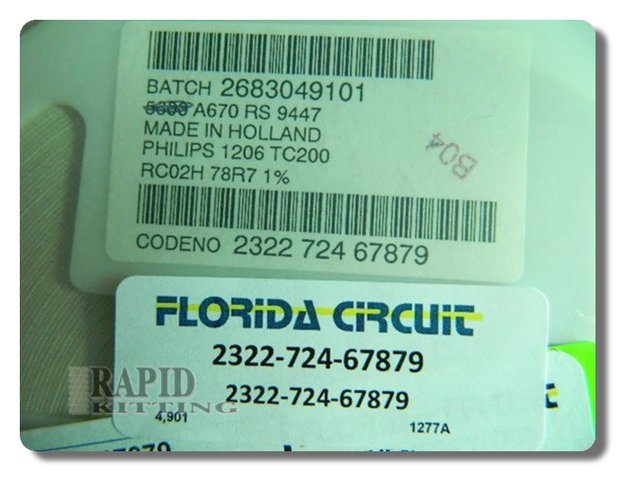 BATCH 2683049101
A670 RS 9447
MADE IN HOLLAND
PHILIPS 1206 TC200
B04
RC02H 78R7 1%
CODENO 2322 724 67879
FLORIDA CIRCUIT
2322-724-67879
2322-724-67879
RAPID
KITTING
4,901
1277A